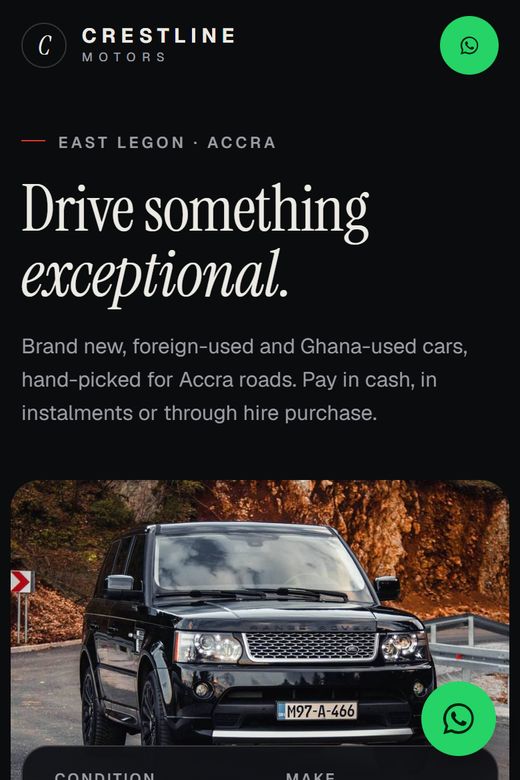 C
CRESTLINE
MOTORS
EAST LEGON · ACCRA
Drive something
exceptional.
Brand new, foreign-used and Ghana-used cars,
hand-picked for Accra roads. Pay in cash, in
instalments or through hire purchase.
M97-A-466
CONDITION MAKE